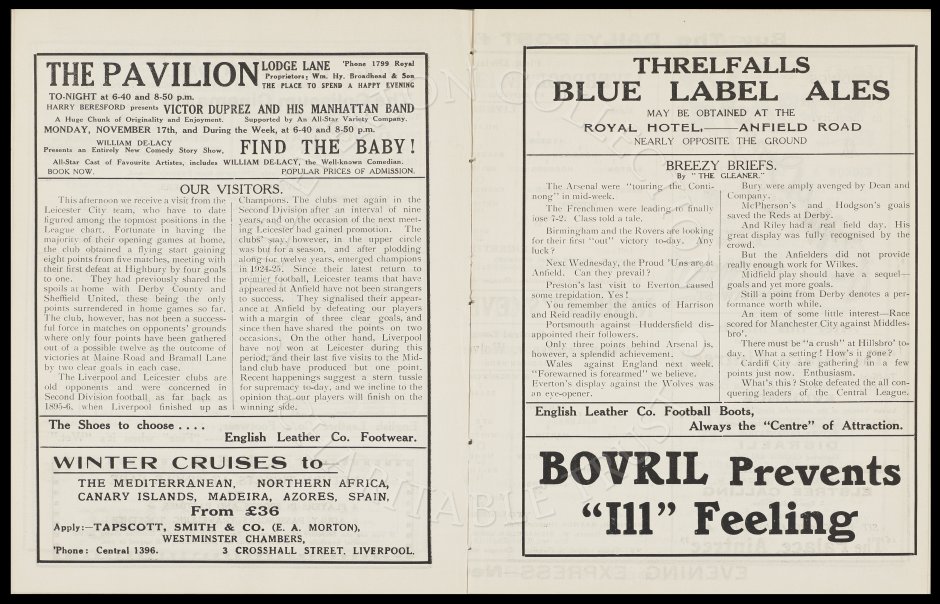 THE PAVILION LODGE LANE 'Phone 1799 Royal
Proprietors: Wm. Hy. Broadhead & Son
THE PLACE TO SPEND A HAPPY EVENING
TO-NIGHT at 6-40 and 8-50 p.m.
HARRY BERESFORD presents VICTOR DUPREZ AND HIS MANHATTAN BAND
A Huge Chunk of Originality and Enjoyment. Supported by An All-Star Variety Company.
MONDAY, NOVEMBER 17th, and During the Week, at 6-40 and 8-50 p.m.
WILLIAM DE-LACY
Presents an Entirely New Comedy Story Show, FIND THE BABY!
All-Star Cast of Favourite Artistes, includes WILLIAM DE-LACY, the Well-known Comedian.
BOOK NOW. POPULAR PRICES OF ADMISSION.
OUR VISITORS.
This afternoon we receive a visit from the
Leicester City team, who have to date
figured among the topmost positions in the
League chart. Fortunate in having the
majority of their opening games at home,
the club obtained a flying start gaining
eight points from five matches, meeting with
their first defeat at Highbury by four goals
to one. They had previously shared the
spoils at home with Derby County and
Sheffield United, these being the only
points surrendered in home games so far.
The club, however, has not been a success-
ful force in matches on opponents' grounds
where only four points have been gathered
out of a possible twelve as the outcome of
victories at Maine Road and Bramall Lane
by two clear goals in each case.
The Liverpool and Leicester clubs are
old opponents and were concerned in
Second Division football as far back as
1895-6, when Liverpool finished up as
Champions. The clubs met again in the
Second Division after an interval of nine
years, and on the occasion of the next meet-
ing Leicester had gained promotion. The
clubs' stay, however, in the upper circle
was but for a season, and after plodding
along for twelve years, emerged champions
in 1924-25. Since their latest return to
premier football, Leicester teams that have
appeared at Anfield have not been strangers
to success. They signalised their appear-
ance at Anfield by defeating our players
with a margin of three clear goals, and
since then have shared the points on two
occasions. On the other hand, Liverpool
have not won at Leicester during this
period, and their last five visits to the Mid-
land club have produced but one point.
Recent happenings suggest a stern tussle
for supremacy to-day, and we incline to the
opinion that our players will finish on the
winning side.
The Shoes to choose ....
English Leather Co. Footwear.
WINTER CRUISES to
THE MEDITERRANEAN, NORTHERN AFRICA,
CANARY ISLANDS, MADEIRA, AZORES, SPAIN,
From £36
Apply:—TAPSCOTT, SMITH & CO. (E. A. MORTON),
WESTMINSTER CHAMBERS,
'Phone: Central 1396. 3 CROSSHALL STREET, LIVERPOOL.
THRELFALLS
BLUE LABEL ALES
MAY BE OBTAINED AT THE
ROYAL HOTEL,——ANFIELD ROAD
NEARLY OPPOSITE THE GROUND
BREEZY BRIEFS.
By "THE GLEANER."
The Arsenal were "touring the Conti-
nong" in mid-week.
The Frenchmen were leading to finally
lose 7-2. Class told a tale.
Birmingham and the Rovers are looking
for their first "out" victory to-day. Any
luck?
Next Wednesday, the Proud 'Uns are at
Anfield. Can they prevail?
Preston's last visit to Everton caused
some trepidation. Yes!
You remember the antics of Harrison
and Reid readily enough.
Portsmouth against Huddersfield dis-
appointed their followers.
Only three points behind Arsenal is,
however, a splendid achievement.
Wales against England next week.
"Forewarned is forearmed" we believe.
Everton's display against the Wolves was
an eye-opener.
Bury were amply avenged by Dean and
Company.
McPherson's and Hodgson's goals
saved the Reds at Derby.
And Riley had a real field day. His
great display was fully recognised by the
crowd.
But the Anfielders did not provide
really enough work for Wilkes.
Midfield play should have a sequel—
goals and yet more goals.
Still a point from Derby denotes a per-
formance worth while.
An item of some little interest—Race
scored for Manchester City against Middles-
bro'.
There must be "a crush" at Hillsbro' to-
day. What a setting! How's it gone?
Cardiff City are gathering in a few
points just now. Enthusiasm.
What's this? Stoke defeated the all con-
quering leaders of the Central League.
English Leather Co. Football Boots,
Always the "Centre" of Attraction.
BOVRIL Prevents
"Ill" Feeling